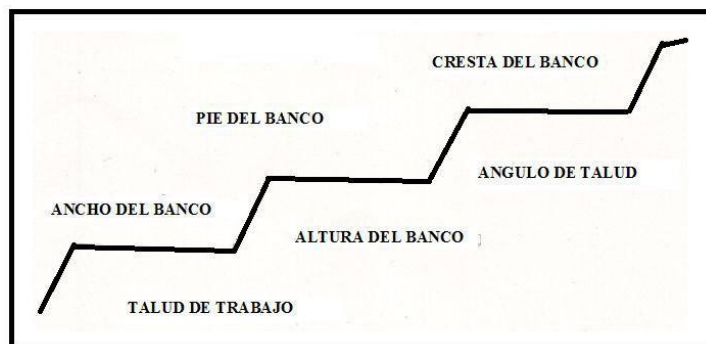 CRESTA DEL BANCO
PIE DEL BANCO
ANGULO DE TALUD
ANCHO DEL BANCO
ALTURA DEL BANCO
TALUD DE TRABAJO